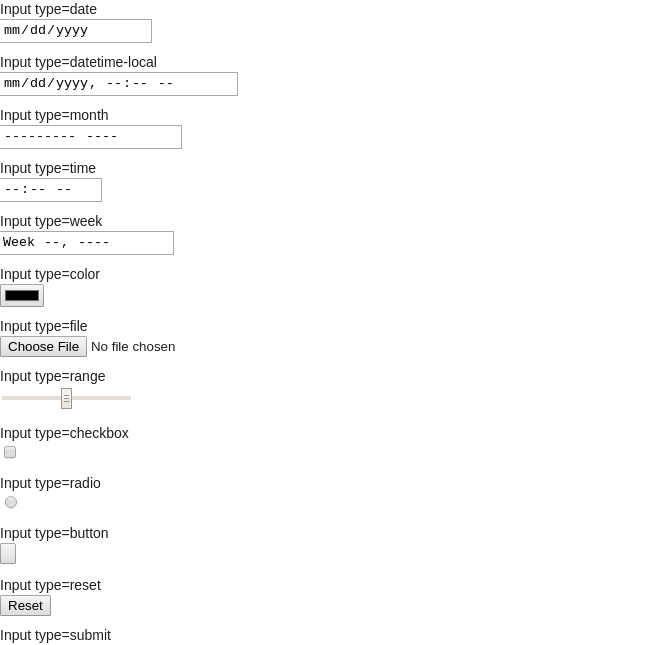 Input type=date
mm/dd/yyyy
Input type=datetime-local
mm/dd/yyyy, --:-- --
Input type=month
--------- ----
Input type=time
--:-- --
Input type=week
Week --, ----
Input type=color
Input type=file
Choose File No file chosen
Input type=range
Input type=checkbox
Input type=radio
Input type=button
Input type=reset
Reset
Input type=submit